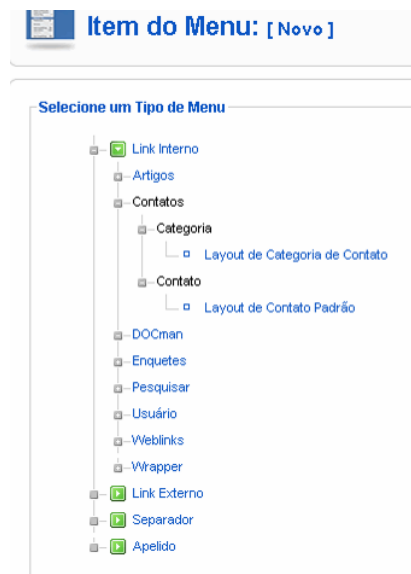 Item do Menu: [ Novo ]
Selecione um Tipo de Menu
Link Interno
Artigos
Contatos
Categoria
Layout de Categoria de Contato
Contato
Layout de Contato Padrão
DOCman
Enquetes
Pesquisar
Usuário
Weblinks
Wrapper
Link Externo
Separador
Apelido